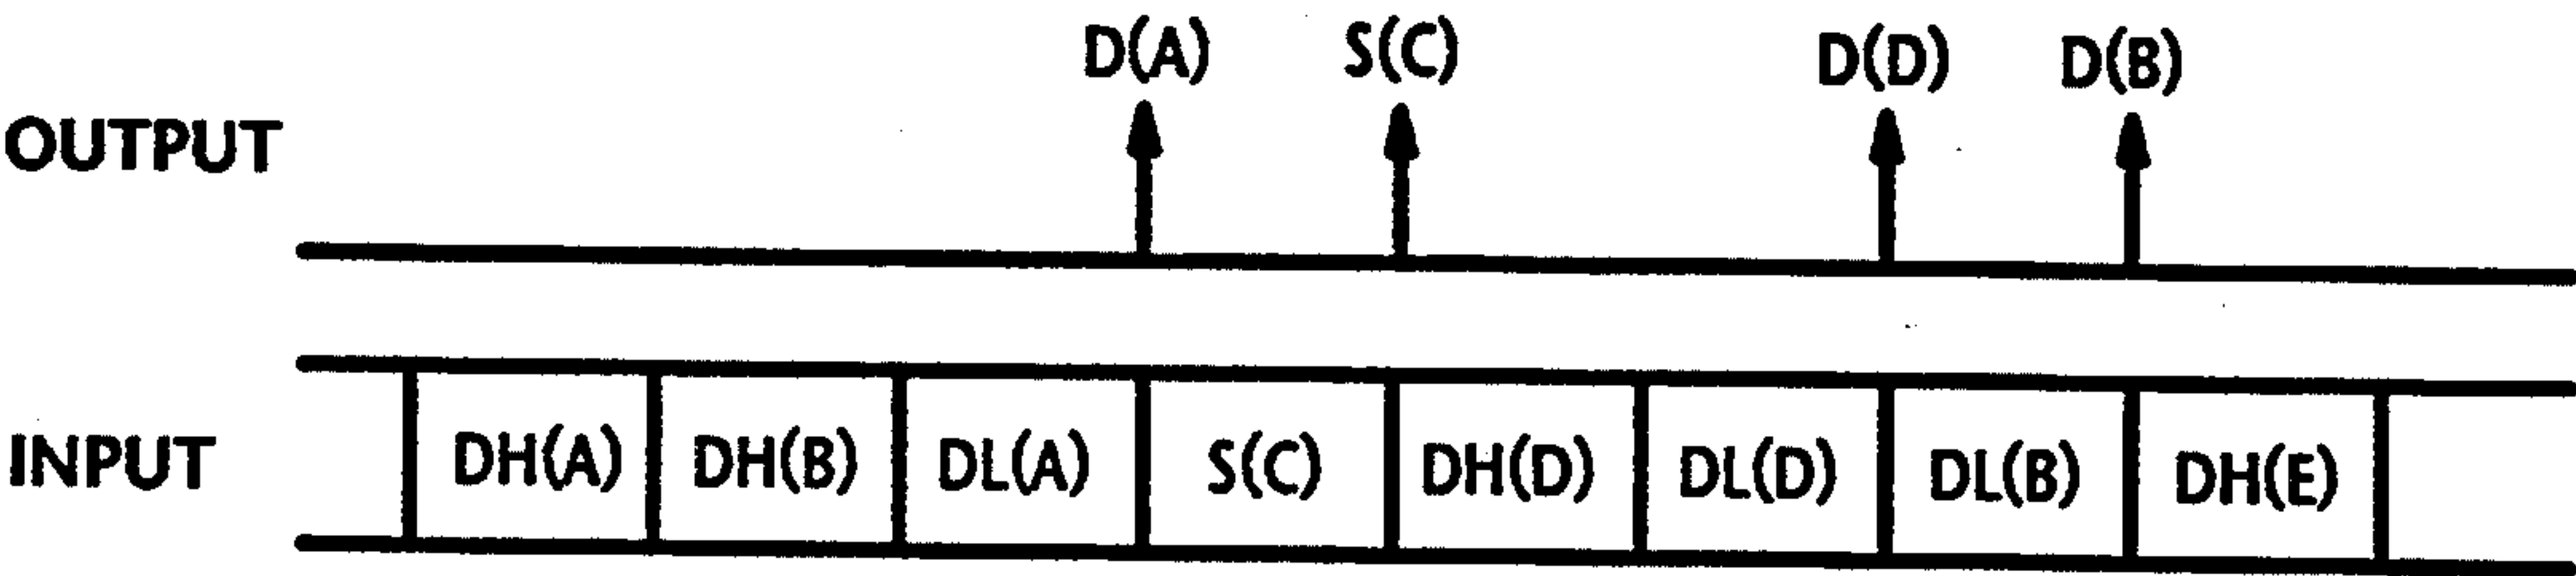 D(A) S(C) D(D) D(B)
OUTPUT
INPUT DH(A) DH(B) DL(A) S(C) DH(D) DL(D) DL(B) DH(E)